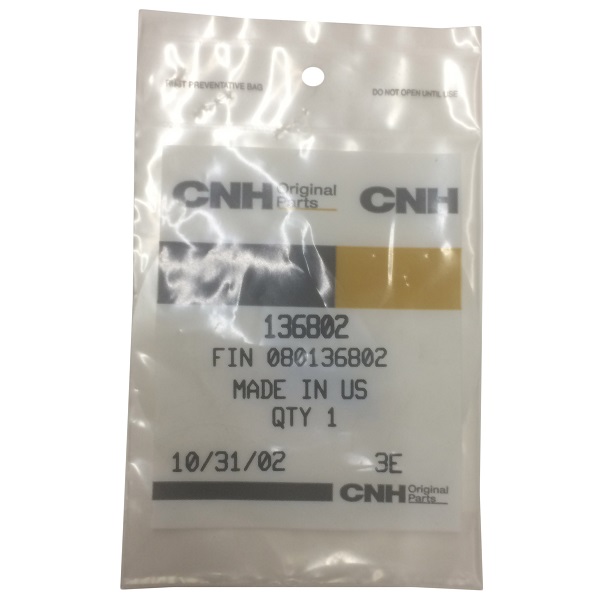 RUST PREVENTATIVE BAG
DO NOT OPEN UNTIL USE
CNH Original Parts
CNH
136802
FIN 080136802
MADE IN US
QTY 1
10/31/02 3E
CNH Original Parts